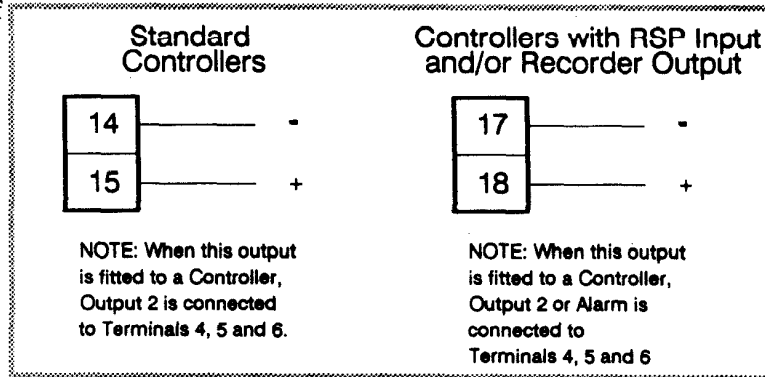 Standard
Controllers
14 -
15 +
NOTE: When this output
is fitted to a Controller,
Output 2 is connected
to Terminals 4, 5 and 6.
Controllers with RSP Input
and/or Recorder Output
17 -
18 +
NOTE: When this output
is fitted to a Controller,
Output 2 or Alarm is
connected to
Terminals 4, 5 and 6